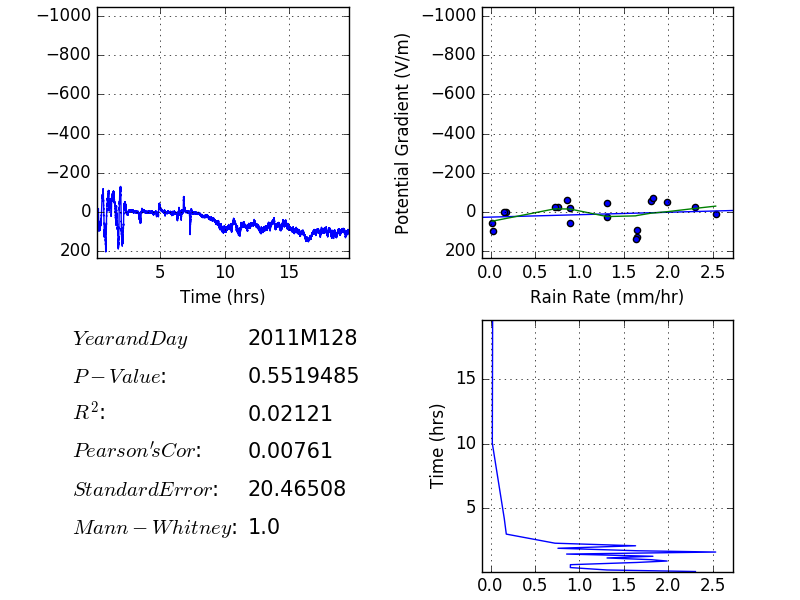 −1000
−800
−600
−400
−200
0
200
5 10 15
Time (hrs)
Potential Gradient (V/m)
−1000
−800
−600
−400
−200
0
200
0.0 0.5 1.0 1.5 2.0 2.5
Rain Rate (mm/hr)
YearandDay 2011M128
P−Value: 0.5519485
R²: 0.02121
Pearson'sCor: 0.00761
StandardError: 20.46508
Mann−Whitney: 1.0
Time (hrs)
15
10
5
0.0 0.5 1.0 1.5 2.0 2.5